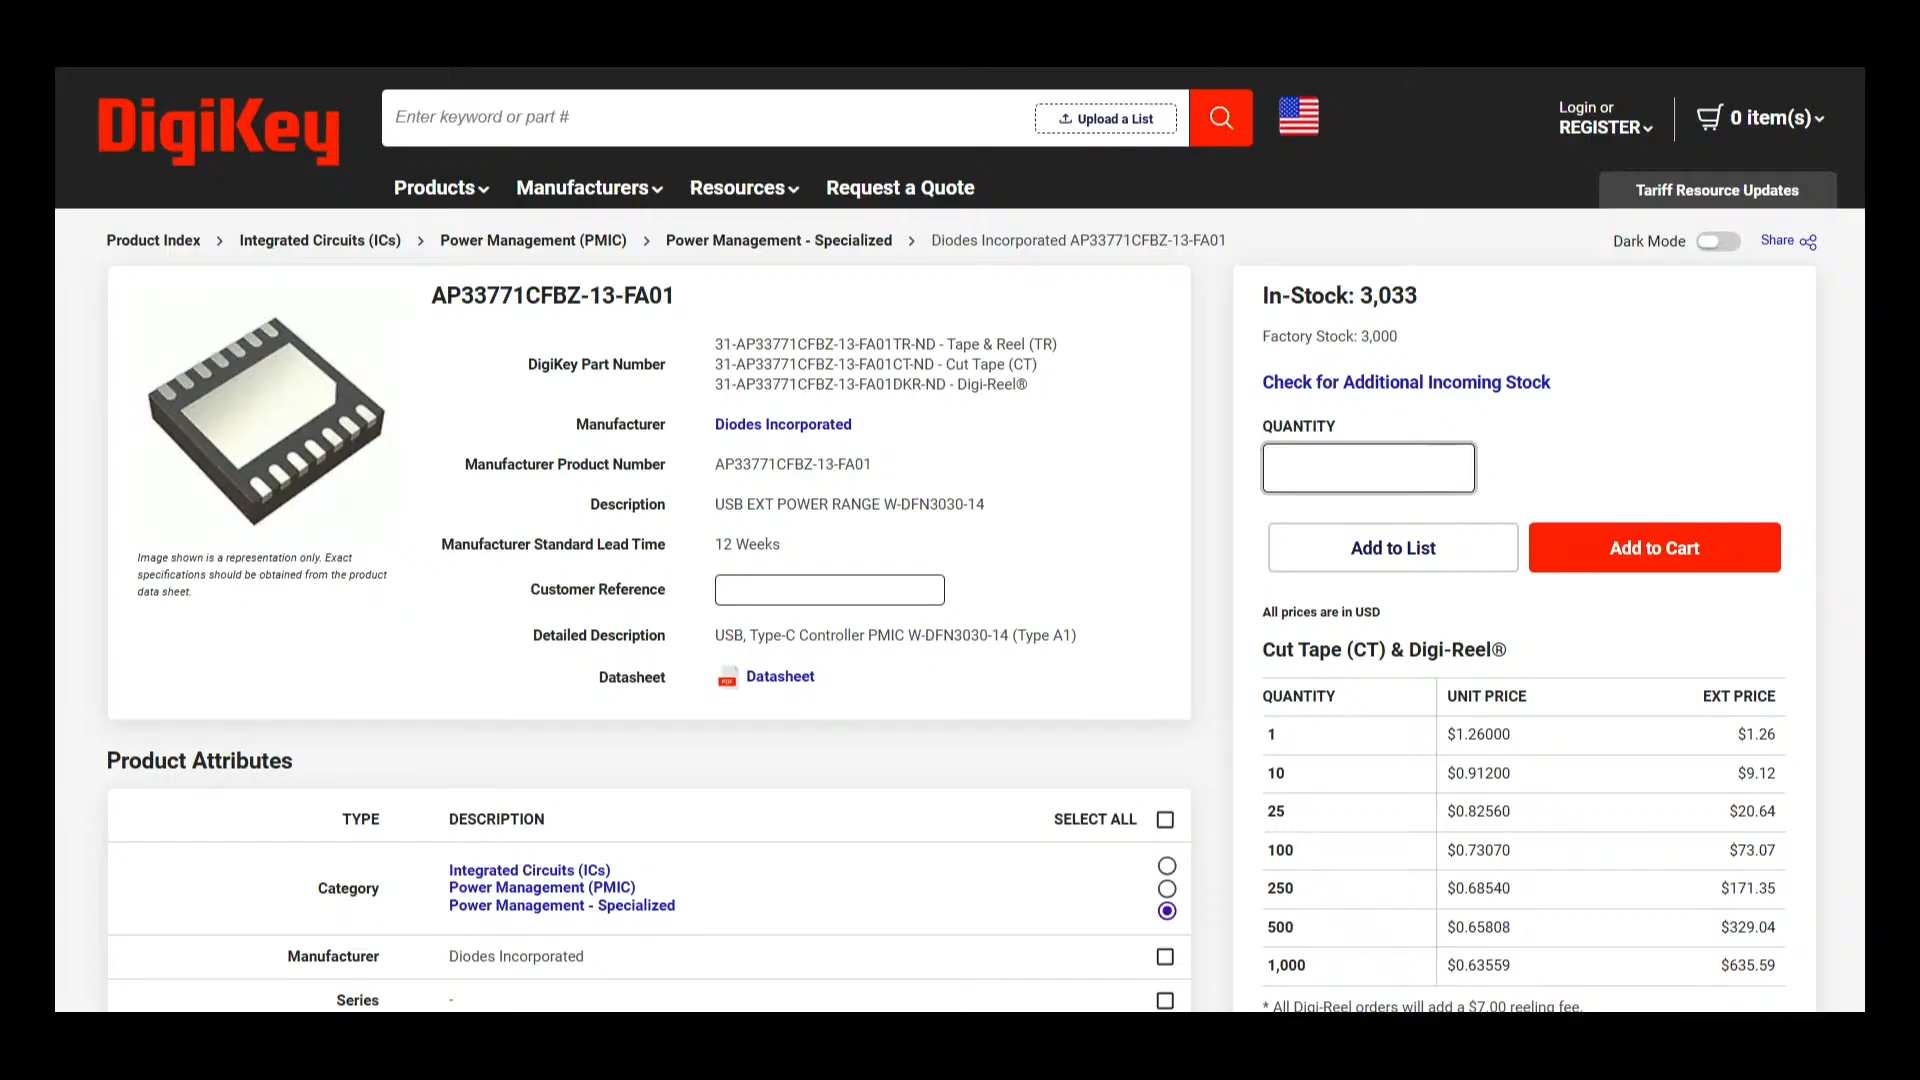 DigiKey
Enter keyword or part #
Upload a List
Login or
REGISTER
0 item(s)
Products
Manufacturers
Resources
Request a Quote
Tariff Resource Updates
Product Index > Integrated Circuits (ICs) > Power Management (PMIC) > Power Management - Specialized > Diodes Incorporated AP33771CFBZ-13-FA01
Dark Mode
Share
AP33771CFBZ-13-FA01
DigiKey Part Number
31-AP33771CFBZ-13-FA01TR-ND - Tape & Reel (TR)
31-AP33771CFBZ-13-FA01CT-ND - Cut Tape (CT)
31-AP33771CFBZ-13-FA01DKR-ND - Digi-Reel®
Manufacturer Diodes Incorporated
Manufacturer Product Number AP33771CFBZ-13-FA01
Description USB EXT POWER RANGE W-DFN3030-14
Manufacturer Standard Lead Time 12 Weeks
Customer Reference
Detailed Description USB, Type-C Controller PMIC W-DFN3030-14 (Type A1)
Datasheet PDF Datasheet
Image shown is a representation only. Exact
specifications should be obtained from the product
data sheet.
Product Attributes
TYPE DESCRIPTION SELECT ALL
Category
Integrated Circuits (ICs)
Power Management (PMIC)
Power Management - Specialized
Manufacturer Diodes Incorporated
Series -
In-Stock: 3,033
Factory Stock: 3,000
Check for Additional Incoming Stock
QUANTITY
Add to List
Add to Cart
All prices are in USD
Cut Tape (CT) & Digi-Reel®
QUANTITY UNIT PRICE EXT PRICE
1 $1.26000 $1.26
10 $0.91200 $9.12
25 $0.82560 $20.64
100 $0.73070 $73.07
250 $0.68540 $171.35
500 $0.65808 $329.04
1,000 $0.63559 $635.59
* All Digi-Reel orders will add a $7.00 reeling fee.